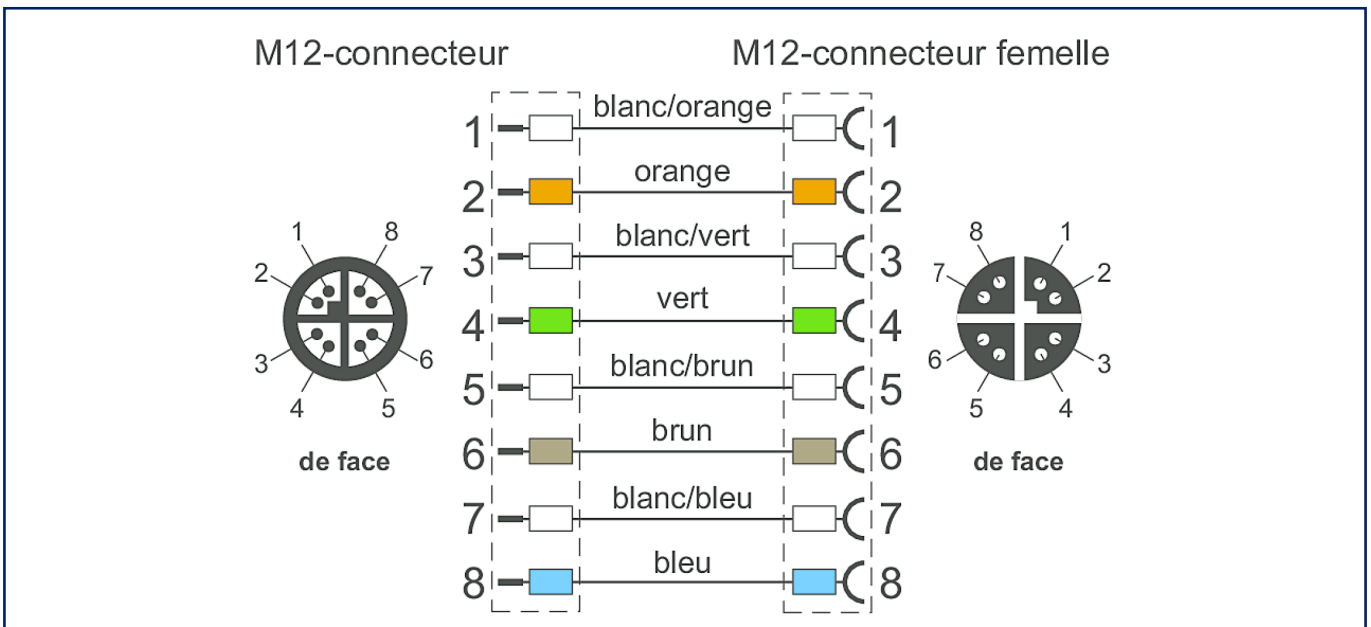 M12-connecteur M12-connecteur femelle
1 blanc/orange 1
2 orange 2
3 blanc/vert 3
4 vert 4
5 blanc/brun 5
6 brun 6
7 blanc/bleu 7
8 bleu 8
1 8
2 7
3 6
4 5
de face
8 1
7 2
6 3
5 4
de face